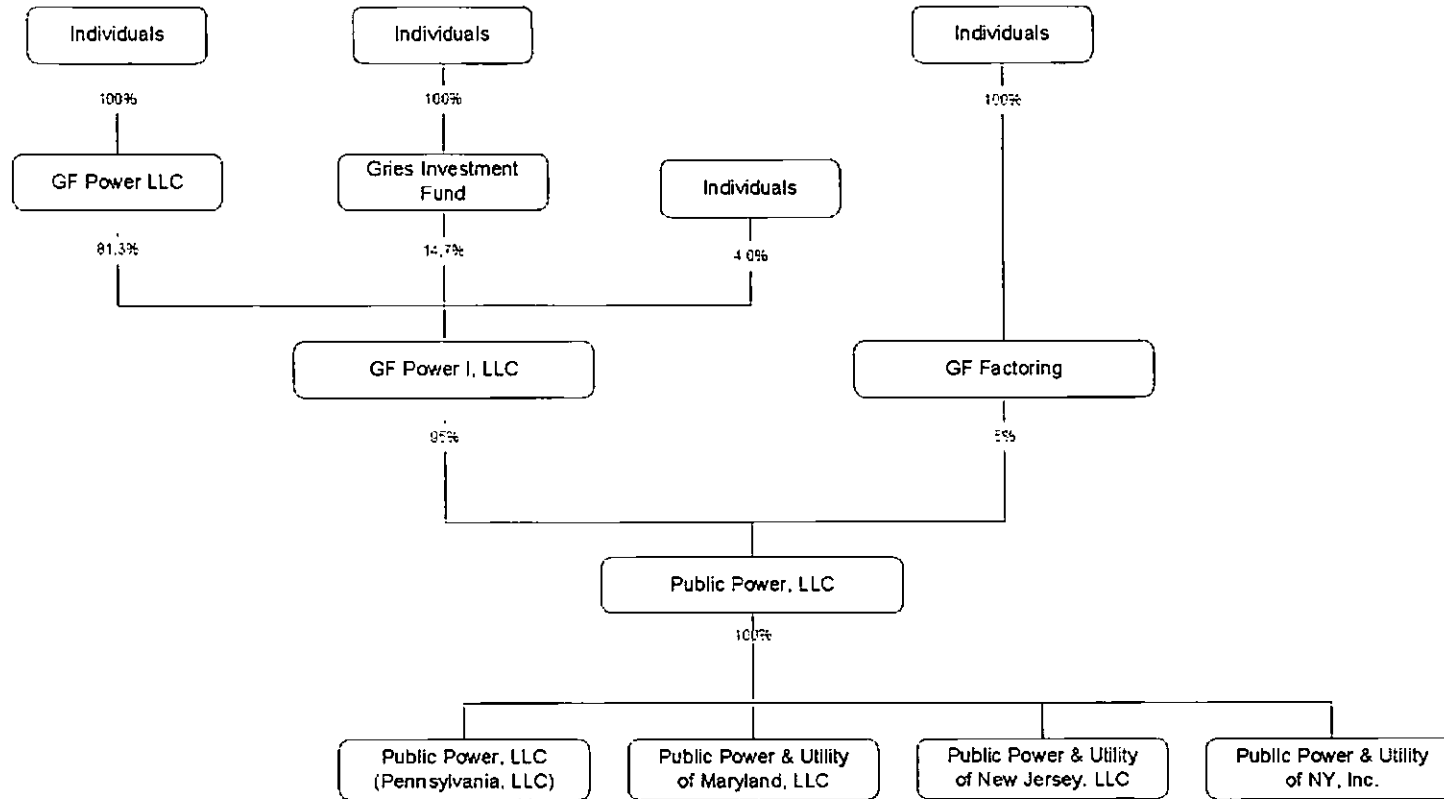 Individuals
Individuals
Individuals
100%
100%
100%
GF Power LLC
Gries Investment
Fund
Individuals
81.3%
14.7%
4.0%
GF Power I, LLC
GF Factoring
95%
5%
Public Power, LLC
100%
Public Power, LLC
(Pennsylvania, LLC)
Public Power & Utility
of Maryland, LLC
Public Power & Utility
of New Jersey, LLC
Public Power & Utility
of NY, Inc.